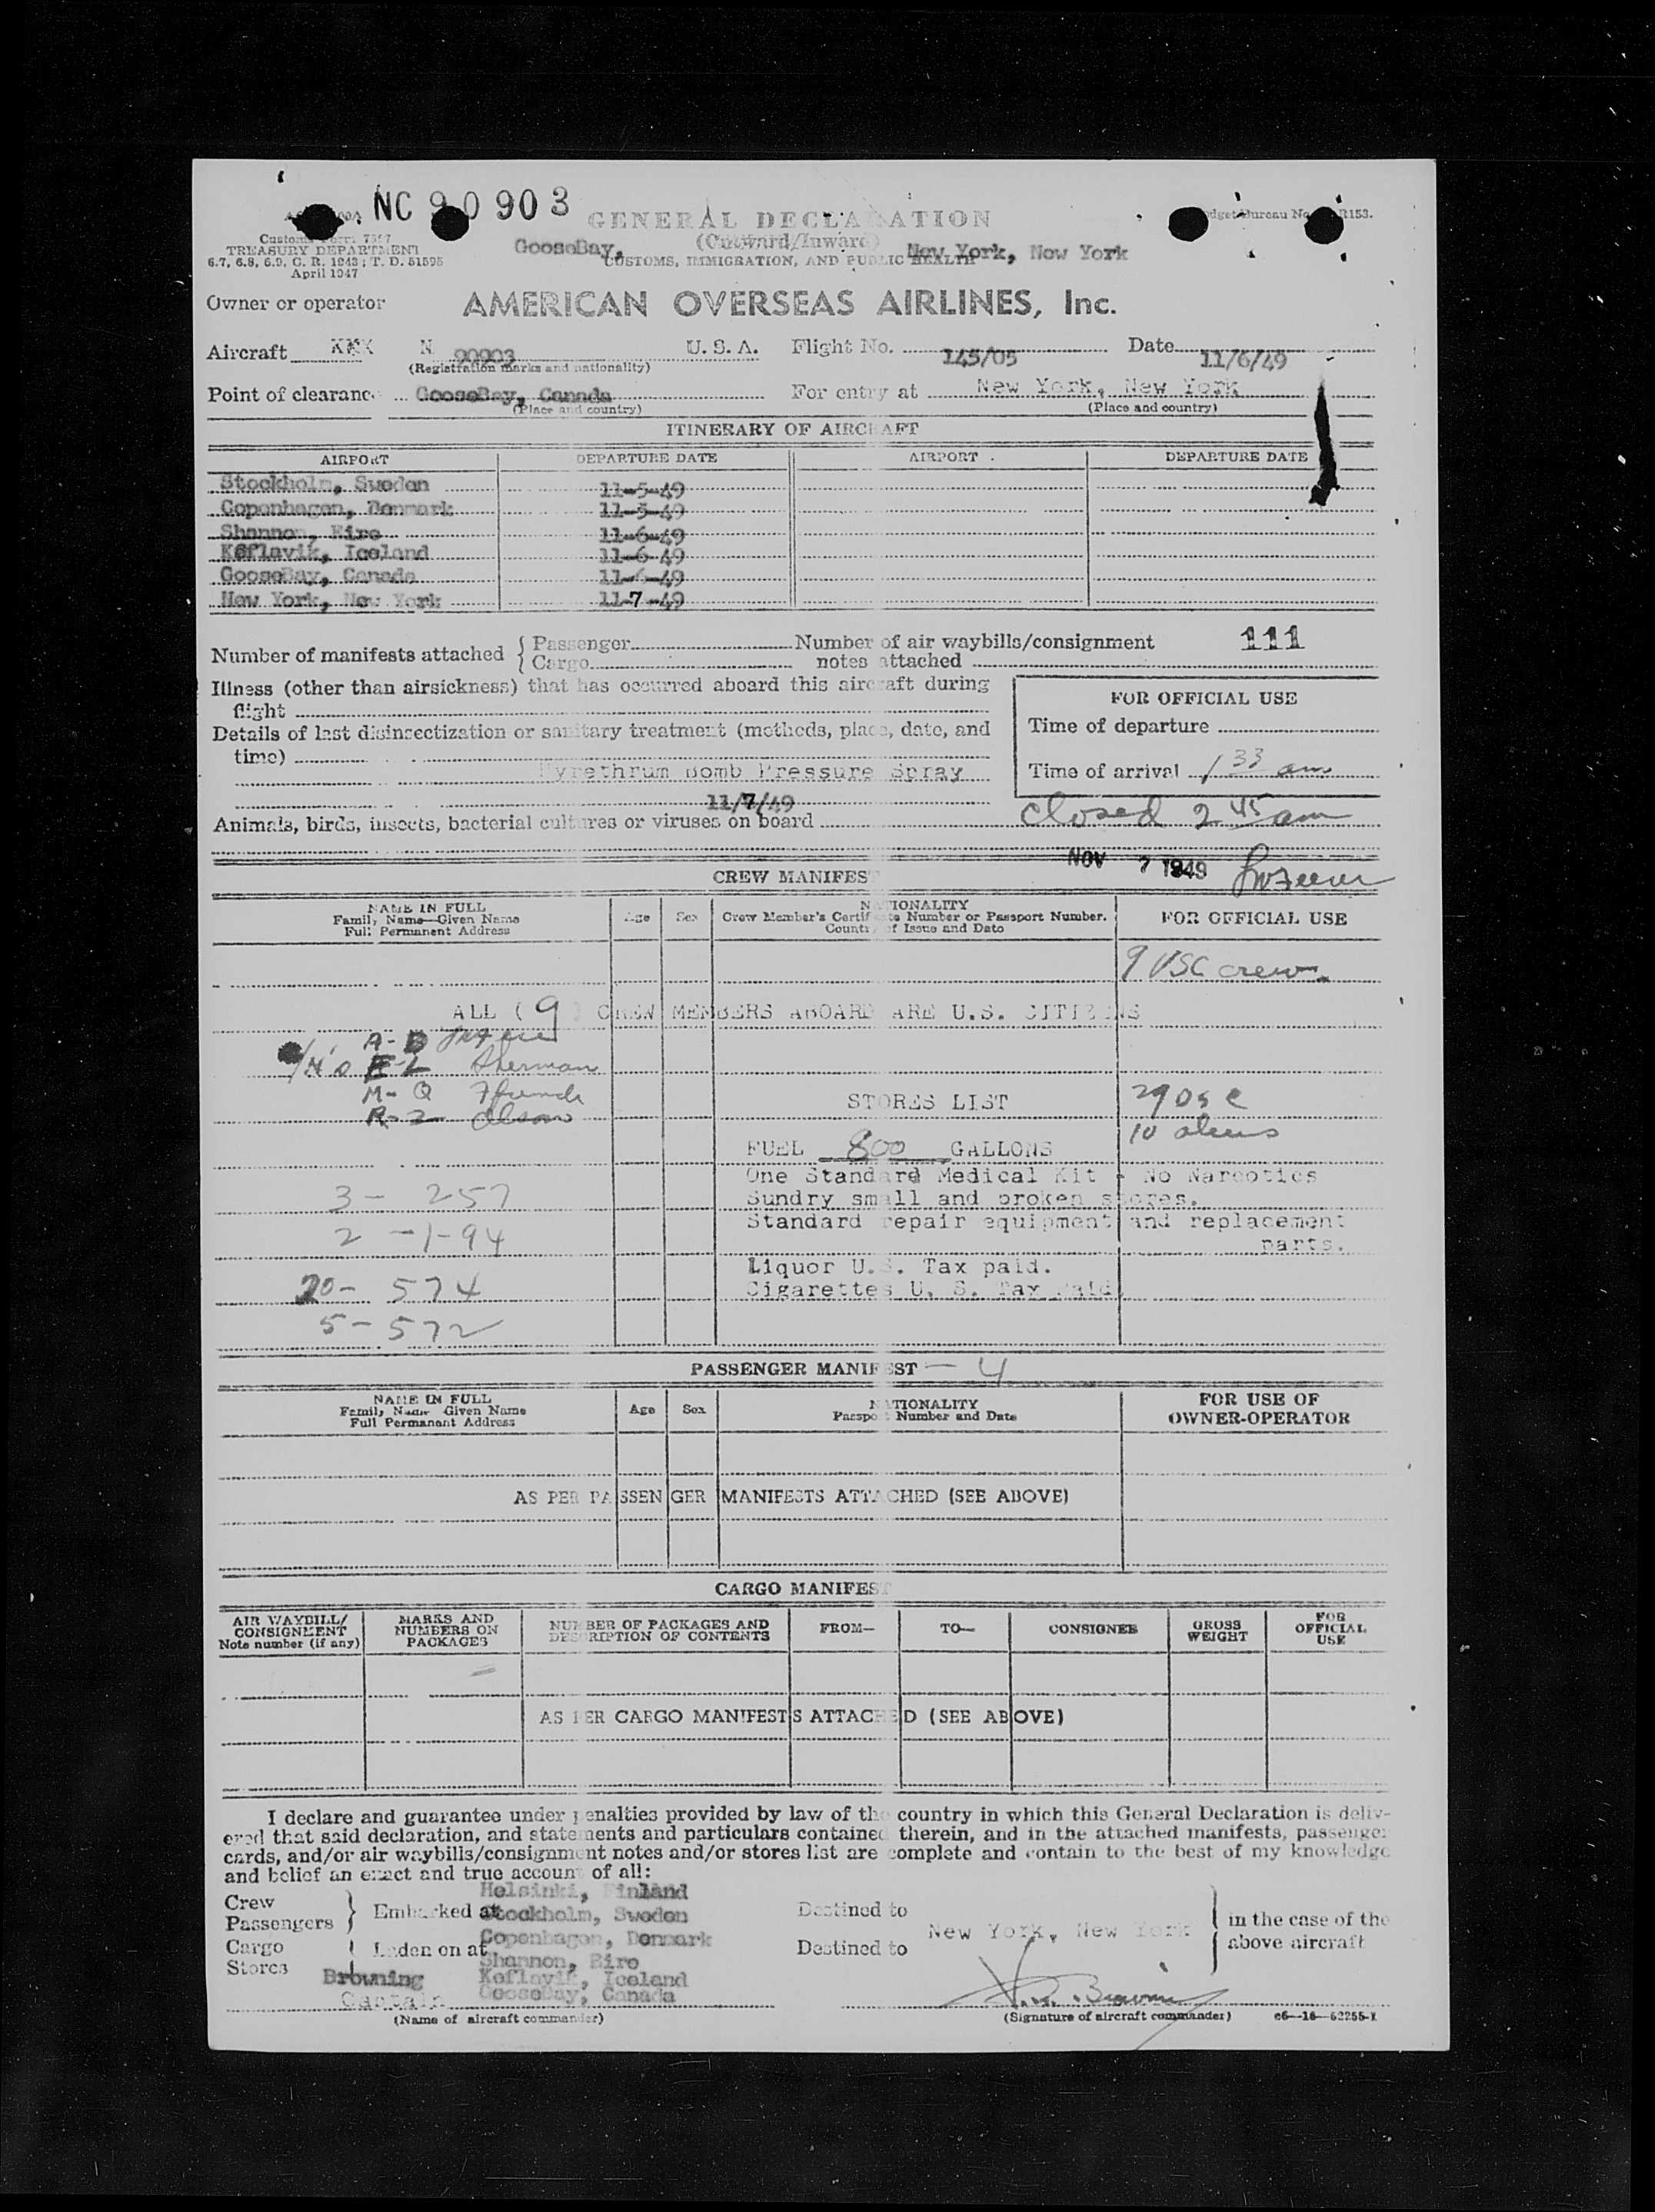 NC 90903
GENERAL DECLARATION
(Outward/Inward)
R153.
Customs Form 7507
TREASURY DEPARTMENT
6.7, 6.8, 6.9, C. R. 1943; T. D. 51595
April 1947
GooseBay, New York, New York
CUSTOMS, IMMIGRATION, AND PUBLIC HEALTH
Owner or operator AMERICAN OVERSEAS AIRLINES, Inc.
Aircraft N 90903 U. S. A. Flight No. 145/05 Date 11/6/49
(Registration marks and nationality)
Point of clearance GooseBay, Canada For entry at New York, New York
(Place and country) (Place and country)
ITINERARY OF AIRCRAFT
AIRPORT DEPARTURE DATE AIRPORT DEPARTURE DATE
Stockholm, Sweden 11-5-49
Copenhagen, Denmark 11-5-49
Shannon, Eire 11-6-49
Keflavik, Iceland 11-6-49
GooseBay, Canada 11-6-49
New York, New York 11-7-49
Number of manifests attached { Passenger Number of air waybills/consignment 111
Cargo notes attached
Illness (other than airsickness) that has occurred aboard this aircraft during
flight
FOR OFFICIAL USE
Details of last disinsectization or sanitary treatment (methods, place, date, and
time)
Time of departure
Pyrethrum Bomb Pressure Spray
Time of arrival 1 33 am
11/7/49
closed 2 45 am
Animals, birds, insects, bacterial cultures or viruses on board
NOV 7 1949
CREW MANIFEST
NAME IN FULL
Family Name—Given Name
Full Permanent Address
Age Sex
NATIONALITY
Crew Member's Certificate Number or Passport Number.
Country of Issue and Date
FOR OFFICIAL USE
9 USC crew
ALL ( 9 ) CREW MEMBERS ABOARD ARE U.S. CITIZENS
A-D
E-L Sherman
M-Q
R-Z Olson
STORES LIST
29 USC
10 aliens
FUEL 800 GALLONS
One Standard Medical Kit - No Narcotics
Sundry small and broken stores.
Standard repair equipment and replacement
parts.
Liquor U.S. Tax paid.
Cigarettes U. S. Tax Paid.
3 - 257
2 - 1-94
20 - 574
5 - 572
PASSENGER MANIFEST - 4
NAME IN FULL
Family Name Given Name
Full Permanent Address
Age Sex
NATIONALITY
Passport Number and Date
FOR USE OF
OWNER-OPERATOR
AS PER PASSENGER MANIFESTS ATTACHED (SEE ABOVE)
CARGO MANIFEST
AIR WAYBILL/
CONSIGNMENT
Note number (if any)
MARKS AND
NUMBERS ON
PACKAGES
NUMBER OF PACKAGES AND
DESCRIPTION OF CONTENTS
FROM— TO— CONSIGNEE
GROSS
WEIGHT
FOR
OFFICIAL
USE
AS PER CARGO MANIFESTS ATTACHED (SEE ABOVE)
I declare and guarantee under penalties provided by law of the country in which this General Declaration is deliv-
ered that said declaration, and statements and particulars contained therein, and in the attached manifests, passenger
cards, and/or air waybills/consignment notes and/or stores list are complete and contain to the best of my knowledge
and belief an exact and true account of all:
Helsinki, Finland
Crew
Passengers } Embarked at Stockholm, Sweden Destined to
New York, New York } in the case of the
above aircraft
Copenhagen, Denmark
Cargo
Stores } Laden on at Destined to
Shannon, Eire
Browning Keflavik, Iceland
Captain GooseBay, Canada
(Name of aircraft commander) (Signature of aircraft commander) c6—16—52255-1